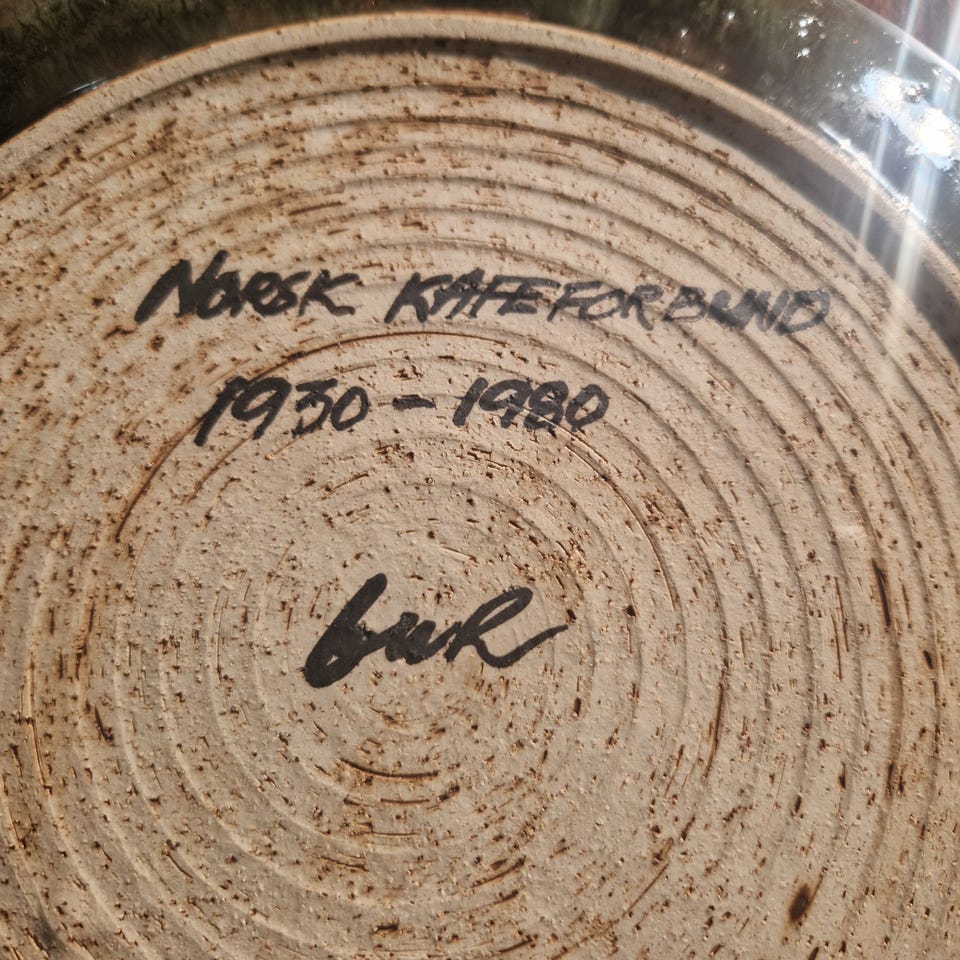 NORSK KAFEFORBUND
1930 - 1980